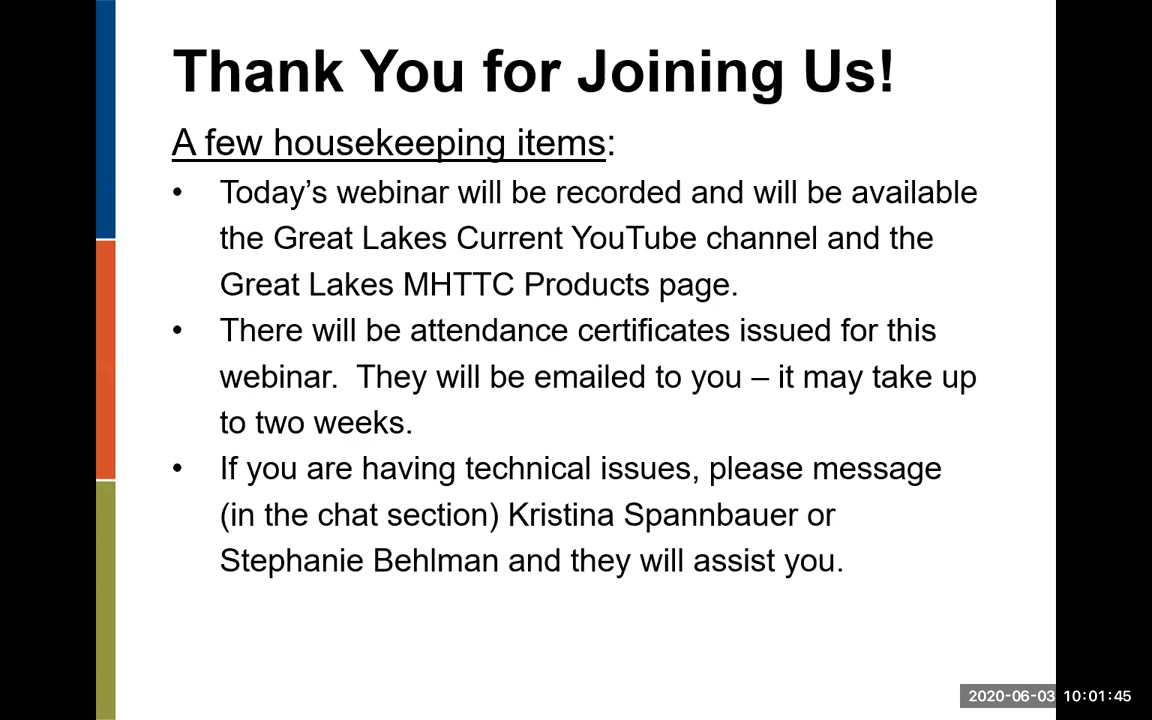 Thank You for Joining Us!
A few housekeeping items:
• Today’s webinar will be recorded and will be available
the Great Lakes Current YouTube channel and the
Great Lakes MHTTC Products page.
• There will be attendance certificates issued for this
webinar.  They will be emailed to you – it may take up
to two weeks.
• If you are having technical issues, please message
(in the chat section) Kristina Spannbauer or
Stephanie Behlman and they will assist you.
2020-06-03 10:01:45